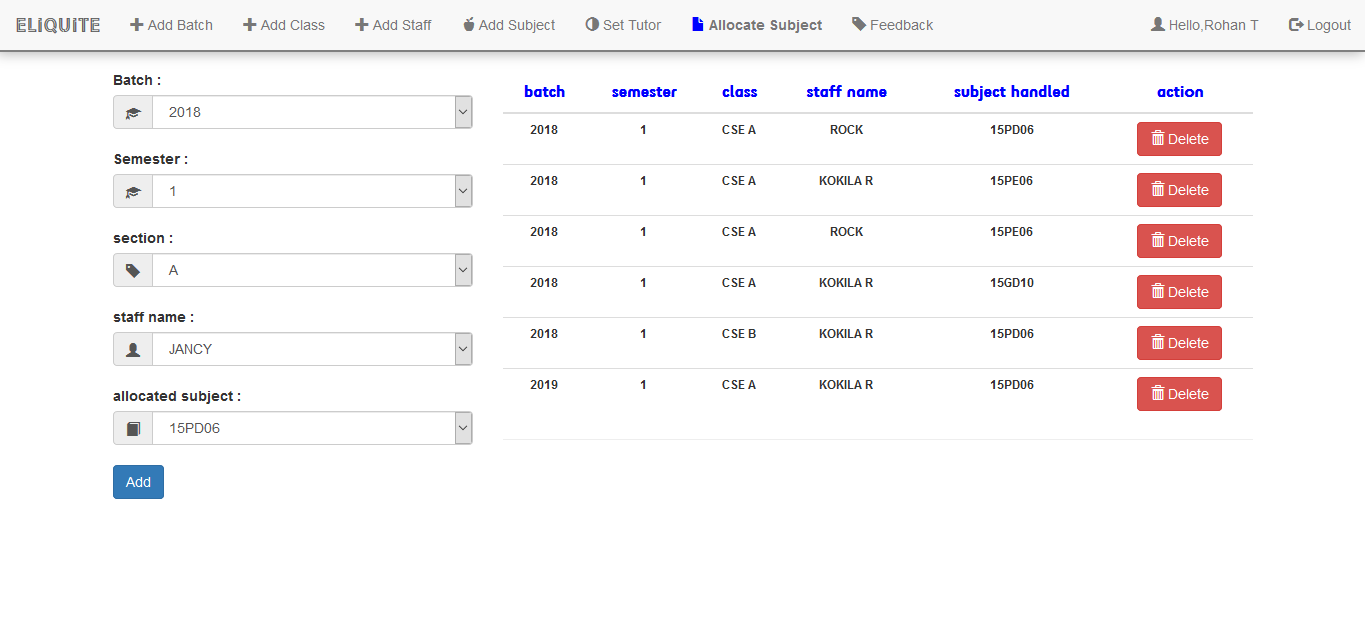 ELiQUiTE Add Batch Add Class Add Staff Add Subject Set Tutor Allocate Subject Feedback Hello,Rohan T Logout
Batch :
2018
Semester :
1
section :
A
staff name :
JANCY
allocated subject :
15PD06
Add
batch semester class staff name subject handled action
2018 1 CSE A ROCK 15PD06 Delete
2018 1 CSE A KOKILA R 15PE06 Delete
2018 1 CSE A ROCK 15PE06 Delete
2018 1 CSE A KOKILA R 15GD10 Delete
2018 1 CSE B KOKILA R 15PD06 Delete
2019 1 CSE A KOKILA R 15PD06 Delete